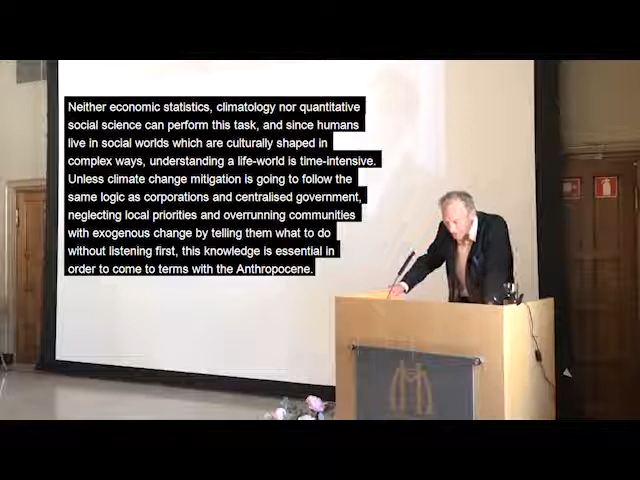 Neither economic statistics, climatology nor quantitative
social science can perform this task, and since humans
live in social worlds which are culturally shaped in
complex ways, understanding a life-world is time-intensive.
Unless climate change mitigation is going to follow the
same logic as corporations and centralised government,
neglecting local priorities and overrunning communities
with exogenous change by telling them what to do
without listening first, this knowledge is essential in
order to come to terms with the Anthropocene.